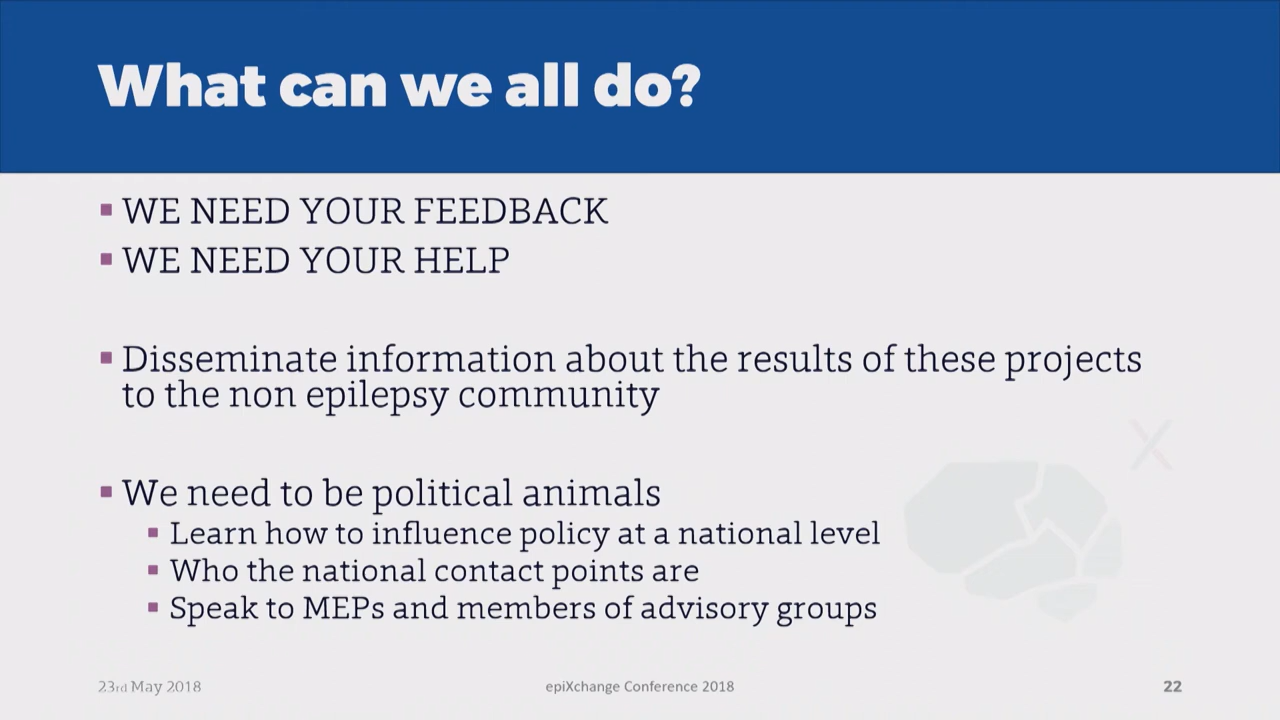 What can we all do?
WE NEED YOUR FEEDBACK
WE NEED YOUR HELP
Disseminate information about the results of these projects
to the non epilepsy community
We need to be political animals
Learn how to influence policy at a national level
Who the national contact points are
Speak to MEPs and members of advisory groups
X
23rd May 2018
epiXchange Conference 2018
22